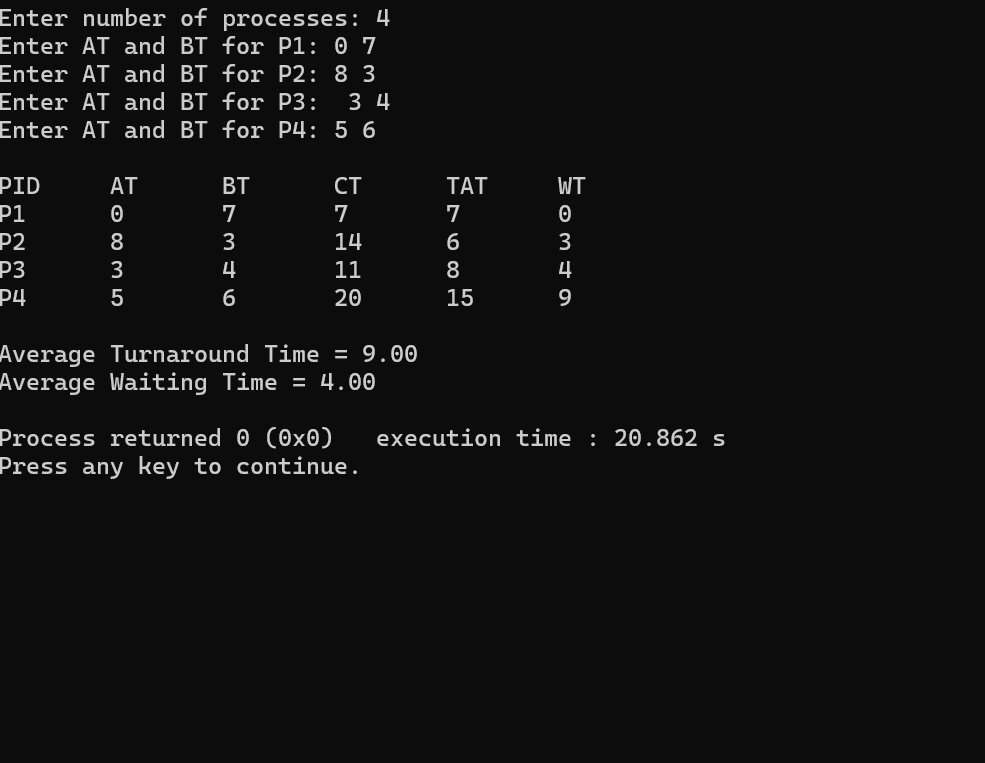 Enter number of processes: 4
Enter AT and BT for P1: 0 7
Enter AT and BT for P2: 8 3
Enter AT and BT for P3:  3 4
Enter AT and BT for P4: 5 6

PID     AT      BT      CT      TAT     WT
P1      0       7       7       7       0
P2      8       3       14      6       3
P3      3       4       11      8       4
P4      5       6       20      15      9

Average Turnaround Time = 9.00
Average Waiting Time = 4.00

Process returned 0 (0x0)   execution time : 20.862 s
Press any key to continue.